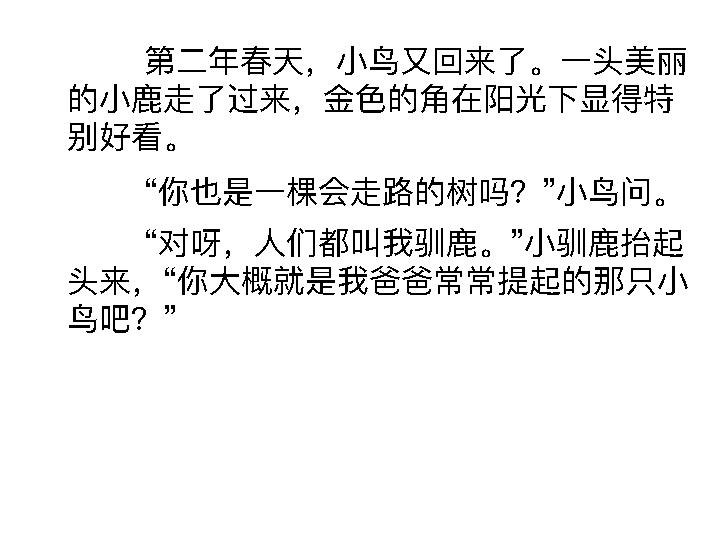 第二年春天，小鸟又回来了。一头美丽
的小鹿走了过来，金色的角在阳光下显得特
别好看。
“你也是一棵会走路的树吗？”小鸟问。
“对呀，人们都叫我驯鹿。”小驯鹿抬起
头来，“你大概就是我爸爸常常提起的那只小
鸟吧？”